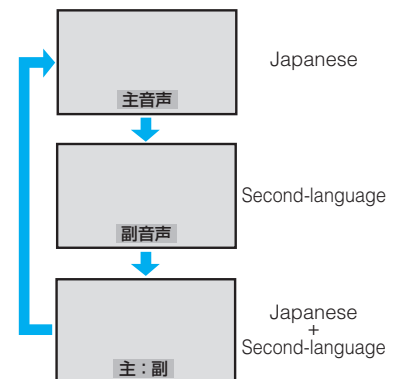 主音声
Japanese
副音声
Second-language
主：副
Japanese
+
Second-language